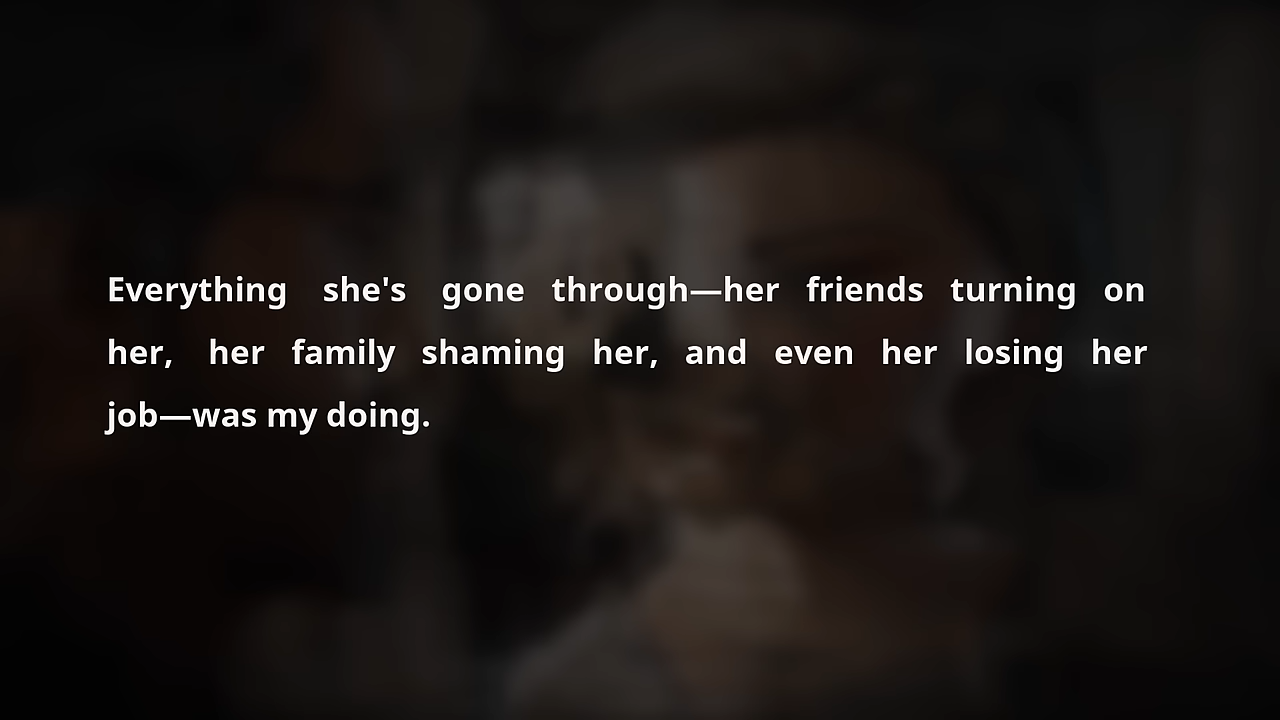 Everything she's gone through—her friends turning on
her, her family shaming her, and even her losing her
job—was my doing.